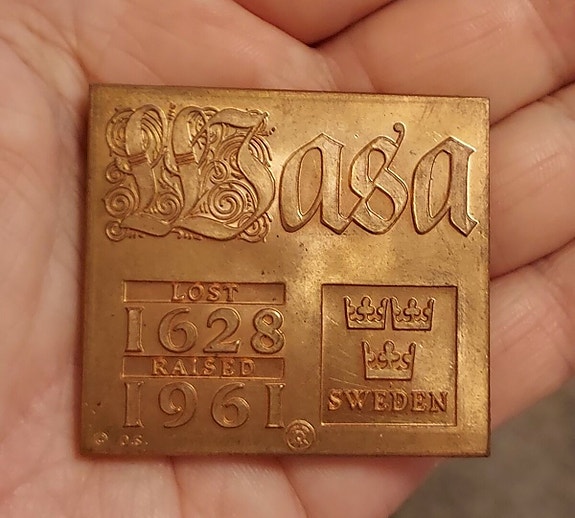 Wasa
LOST
1628
RAISED
1961
SWEDEN
© O.S.